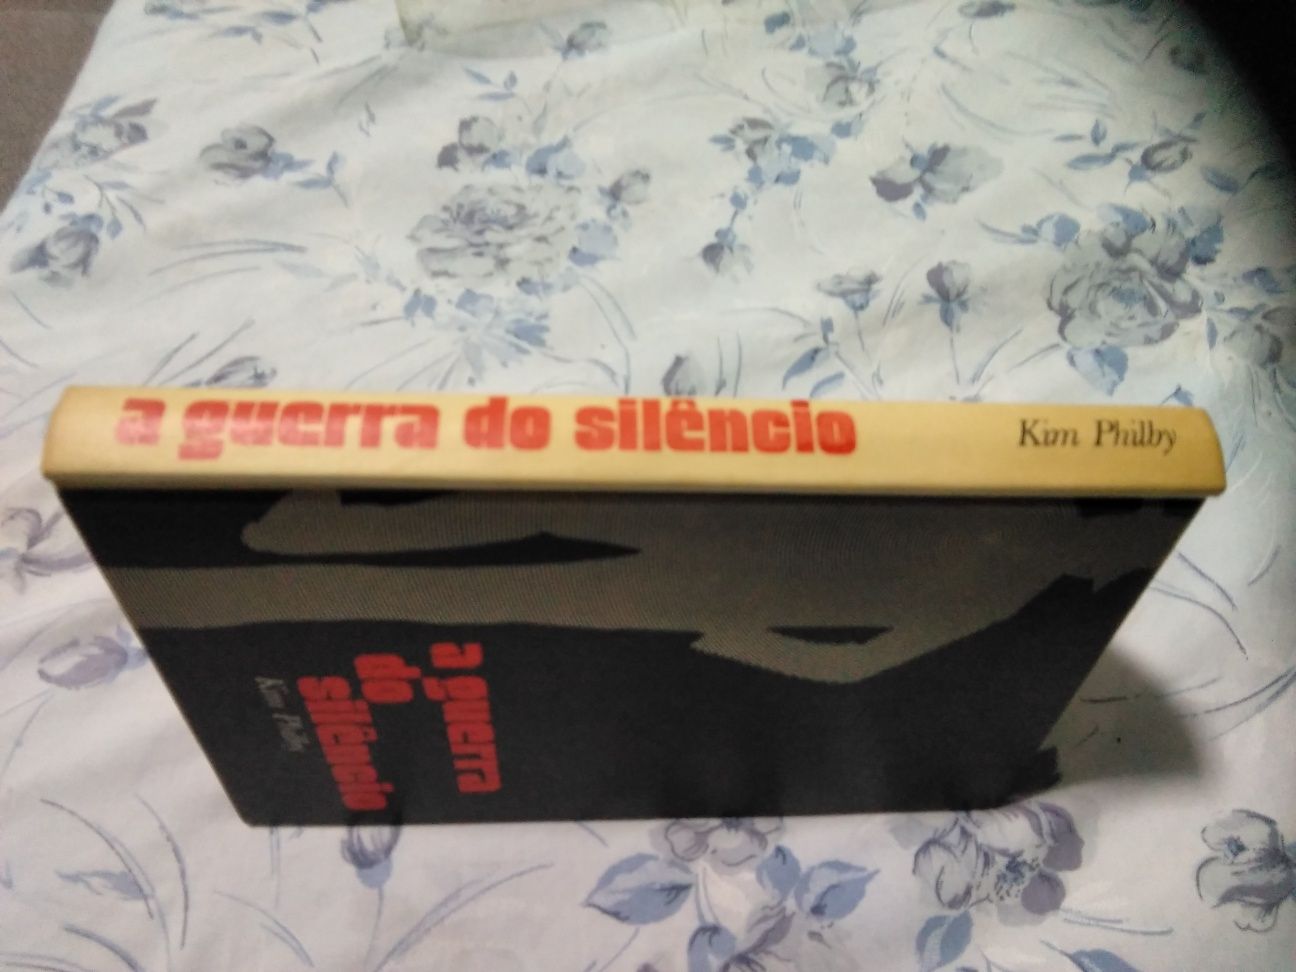 a guerra do silêncio
Kim Philby
a guerra
do
silêncio
Kim Philby